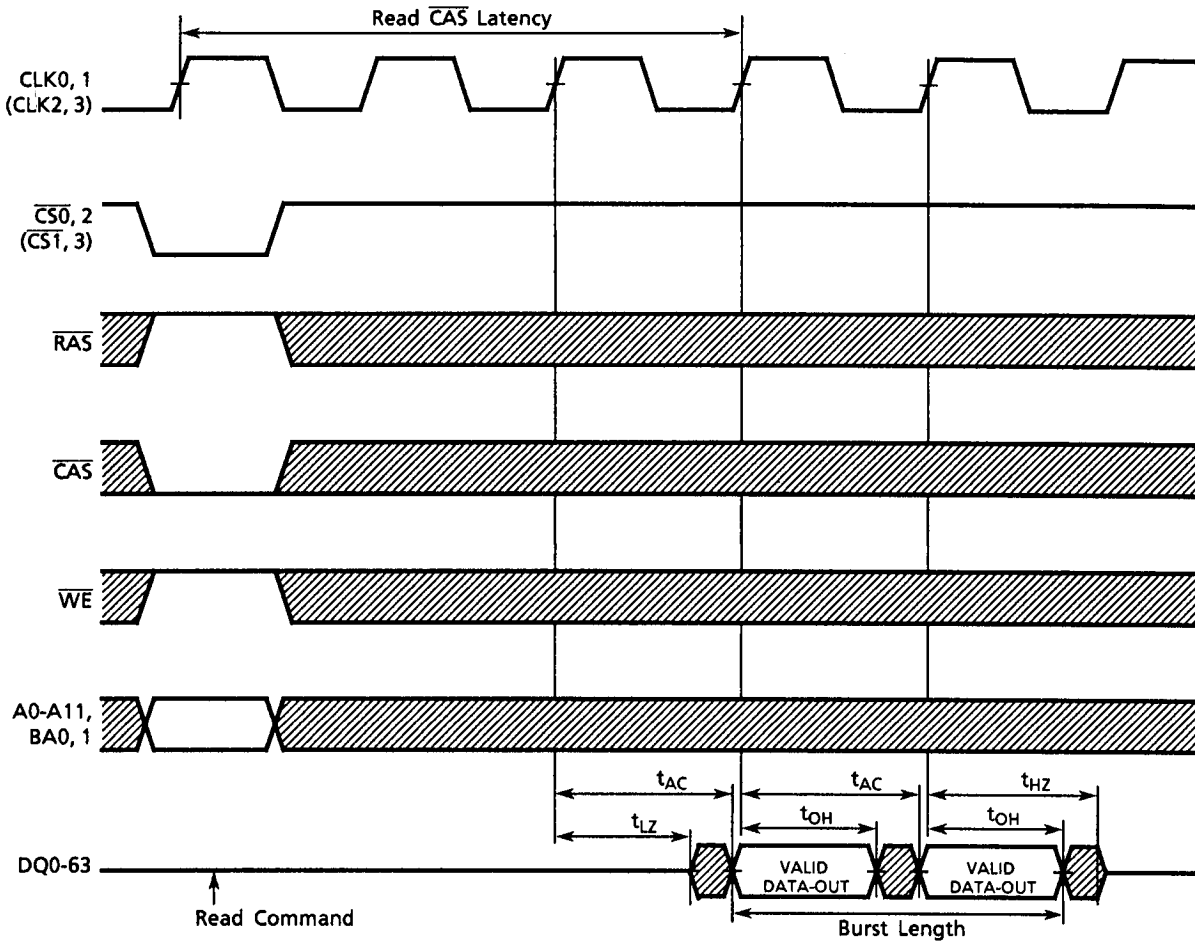 Read CAS Latency
CLK0, 1
(CLK2, 3)
CS0, 2
(CS1, 3)
RAS
CAS
WE
A0-A11,
BA0, 1
tAC
tAC
tHZ
tLZ
tOH
tOH
DQ0-63
VALID
DATA-OUT
VALID
DATA-OUT
Read Command
Burst Length